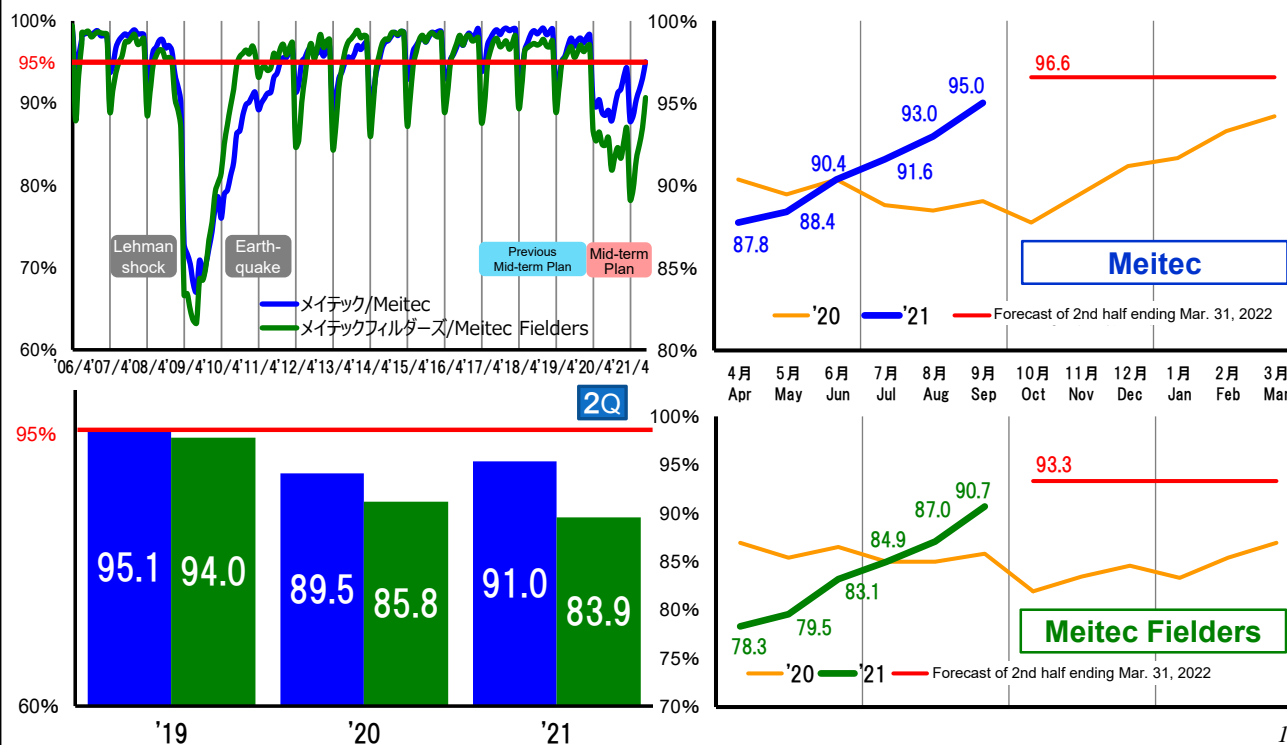 100%
95%
90%
80%
70%
60%
Lehman
shock
Earth-
quake
Previous
Mid-term Plan
Mid-term
Plan
メイテック/Meitec
メイテックフィルダーズ/Meitec Fielders
'06/4'07/4'08/4'09/4'10/4'11/4'12/4'13/4'14/4'15/4'16/4'17/4'18/4'19/4'20/4'21/4
100%
95%
90%
85%
80%
96.6
95.0
93.0
91.6
90.4
88.4
87.8
Meitec
'20
'21
Forecast of 2nd half ending Mar. 31, 2022
4月 5月 6月 7月 8月 9月 10月 11月 12月 1月 2月 3月
Apr May Jun Jul Aug Sep Oct Nov Dec Jan Feb Mar
2Q
95%
60%
95.1
94.0
89.5
85.8
91.0
83.9
'19
'20
'21
100%
95%
90%
85%
80%
75%
70%
93.3
90.7
87.0
84.9
83.1
79.5
78.3
Meitec Fielders
'20
'21
Forecast of 2nd half ending Mar. 31, 2022
1